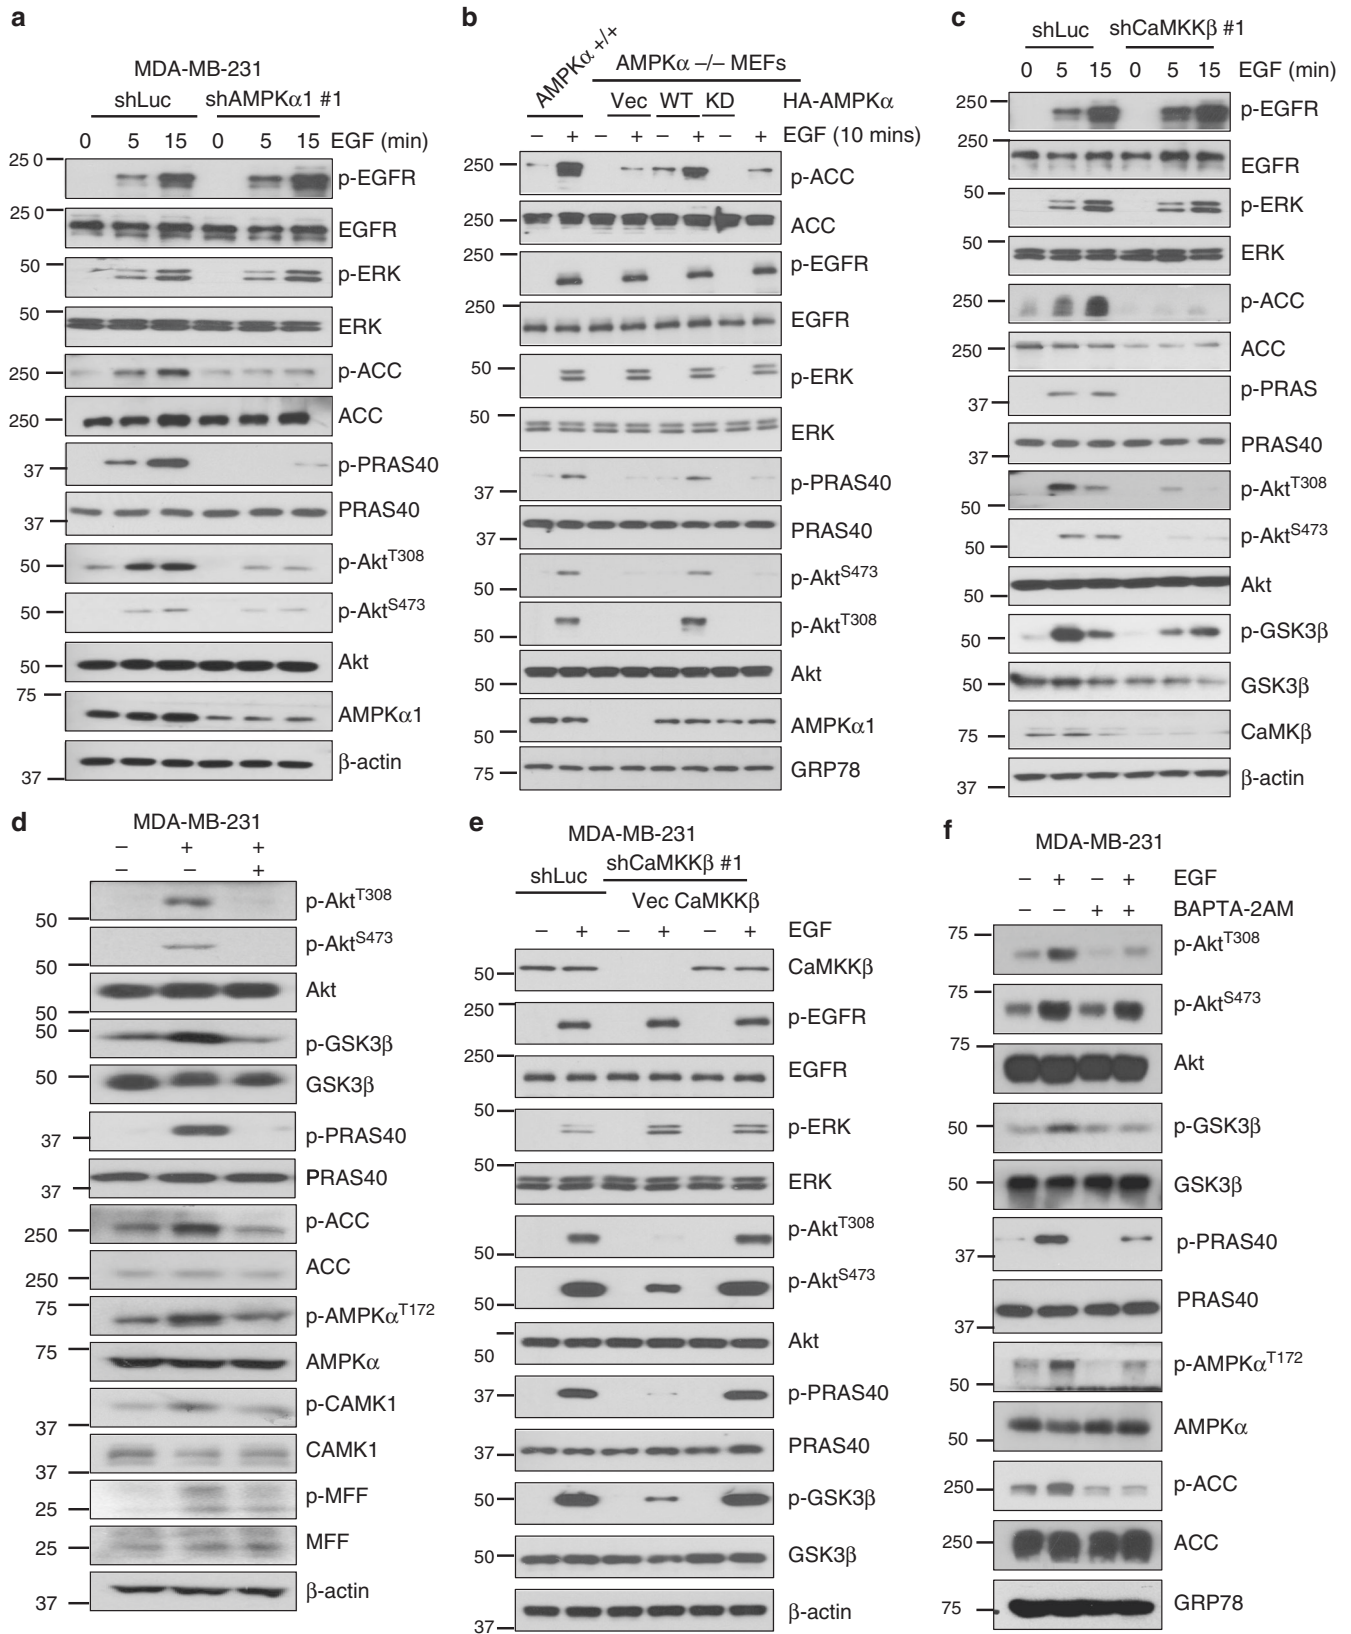 a
MDA-MB-231
shLuc shAMPKα1 #1
0 5 15 0 5 15 EGF (min)
250 p-EGFR
250 EGFR
50 p-ERK
50 ERK
250 p-ACC
250 ACC
37 p-PRAS40
37 PRAS40
50 p-Akt^T308
50 p-Akt^S473
50 Akt
75 AMPKα1
37 β-actin
b
AMPKα +/+ AMPKα –/– MEFs
Vec WT KD HA-AMPKα
– + – + – + – + EGF (10 mins)
250 p-ACC
250 ACC
250 p-EGFR
250 EGFR
50 p-ERK
50 ERK
37 p-PRAS40
37 PRAS40
50 p-Akt^S473
50 p-Akt^T308
50 Akt
50 AMPKα1
75 GRP78
c
shLuc shCaMKKβ #1
0 5 15 0 5 15 EGF (min)
250 p-EGFR
250 EGFR
50 p-ERK
50 ERK
250 p-ACC
250 ACC
37 p-PRAS
37 PRAS40
50 p-Akt^T308
50 p-Akt^S473
50 Akt
50 p-GSK3β
50 GSK3β
75 CaMKβ
37 β-actin
d
MDA-MB-231
– + +
– – +
50 p-Akt^T308
50 p-Akt^S473
50 Akt
50 p-GSK3β
50 GSK3β
37 p-PRAS40
37 PRAS40
250 p-ACC
250 ACC
75 p-AMPKα^T172
75 AMPKα
37 p-CAMK1
37 CAMK1
25 p-MFF
25 MFF
37 β-actin
e
MDA-MB-231
shLuc shCaMKKβ #1
Vec CaMKKβ
– + – + – + EGF
50 CaMKKβ
250 p-EGFR
250 EGFR
50 p-ERK
50 ERK
50 p-Akt^T308
50 p-Akt^S473
50 Akt
37 p-PRAS40
37 PRAS40
50 p-GSK3β
50 GSK3β
37 β-actin
f
MDA-MB-231
– + – + EGF
– – + + BAPTA-2AM
75 p-Akt^T308
75 p-Akt^S473
75 Akt
50 p-GSK3β
50 GSK3β
37 p-PRAS40
37 PRAS40
50 p-AMPKα^T172
50 AMPKα
250 p-ACC
250 ACC
75 GRP78